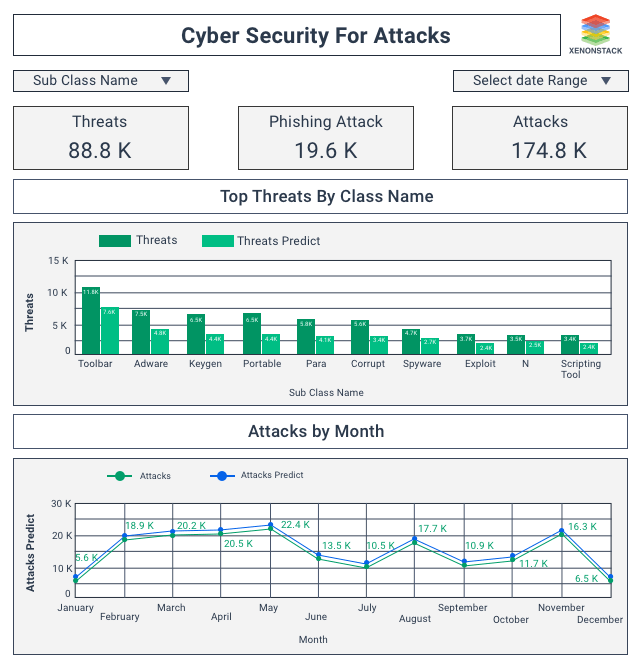 Cyber Security For Attacks
XENONSTACK
Sub Class Name
Select date Range
Threats
88.8 K
Phishing Attack
19.6 K
Attacks
174.8 K
Top Threats By Class Name
Threats
Threats Predict
Threats
15 K
10 K
5 K
0
11.8K
7.6K
7.5K
4.8K
6.5K
4.4K
6.5K
4.4K
5.8K
4.1K
5.6K
3.4K
4.7K
2.7K
3.7K
2.4K
3.5K
2.5K
3.4K
2.4K
Toolbar
Adware
Keygen
Portable
Para
Corrupt
Spyware
Exploit
N
Scripting
Tool
Sub Class Name
Attacks by Month
Attacks
Attacks Predict
Attacks Predict
30 K
20 K
10 K
0
5.6 K
18.9 K
20.2 K
20.5 K
22.4 K
13.5 K
10.5 K
17.7 K
10.9 K
11.7 K
16.3 K
6.5 K
January
February
March
April
May
June
July
August
September
October
November
December
Month